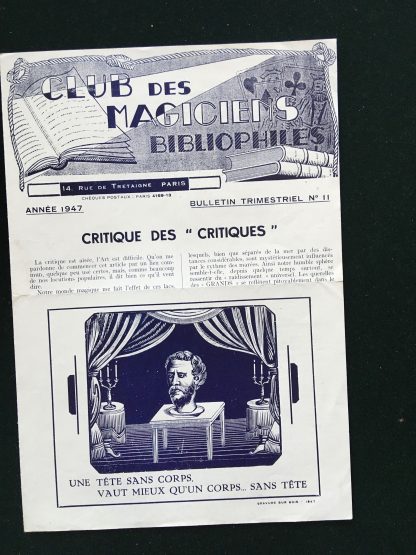 CLUB DES
MAGICIENS
BIBLIOPHILES
14, RUE DE TRETAIGNE PARIS
CHÈQUES POSTAUX : PARIS 4169-13
ANNÉE 1947
BULLETIN TRIMESTRIEL N° 11
CRITIQUE DES " CRITIQUES "
La critique est aisée, l'Art est difficile. Qu'on me
pardonne de commencer cet article par un lieu com-
mun, quelque peu usé certes, mais, comme beaucoup
de nos locutions populaires, il dit bien ce qu'il veut
dire.
Notre monde magique me fait l'effet de ces lacs,
lesquels, bien que séparés de la mer par des dis-
tances considérables, sont mystérieusement influencés
par le rythme des marées. Ainsi notre humble sphère
semble-t-elle, depuis quelque temps surtout, se
ressentir du « raidissement » universel. Les querelles
des « GRANDS » se reflètent pitoyablement dans le
UNE TÊTE SANS CORPS,
VAUT MIEUX QU'UN CORPS... SANS TÊTE
GRAVURE SUR BOIS - 1947